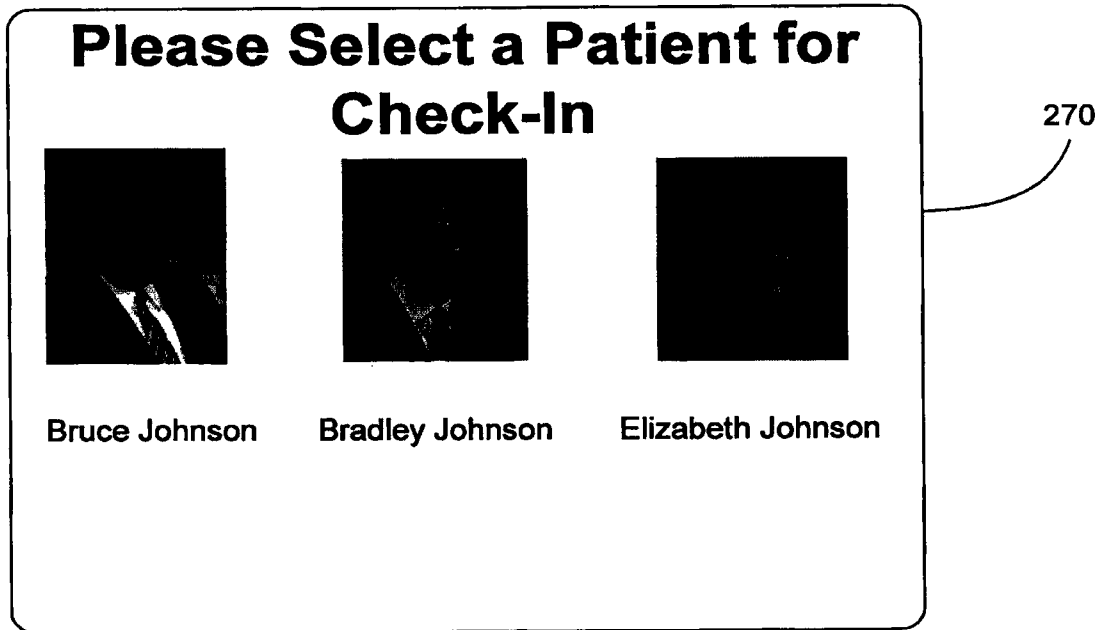 Please Select a Patient for
Check-In
270
Bruce Johnson
Bradley Johnson
Elizabeth Johnson